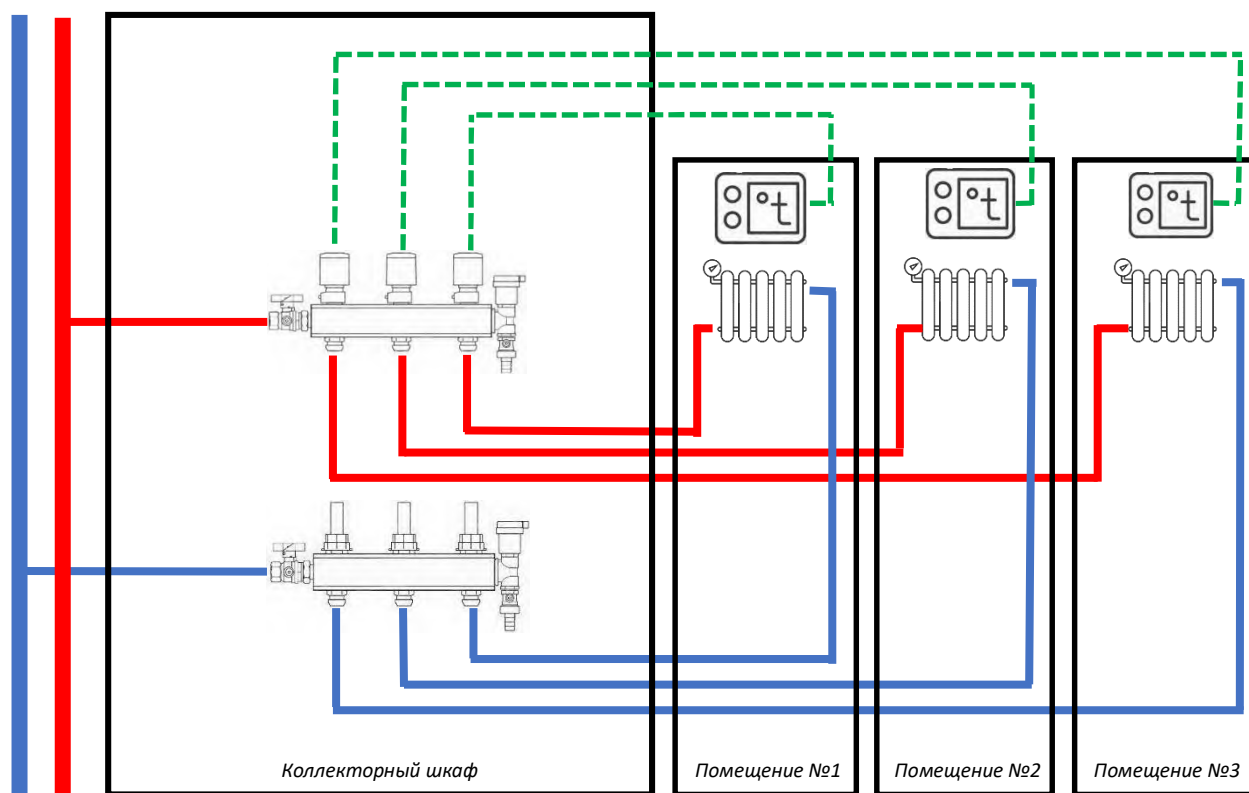 °t
°t
°t
Коллекторный шкаф
Помещение №1
Помещение №2
Помещение №3